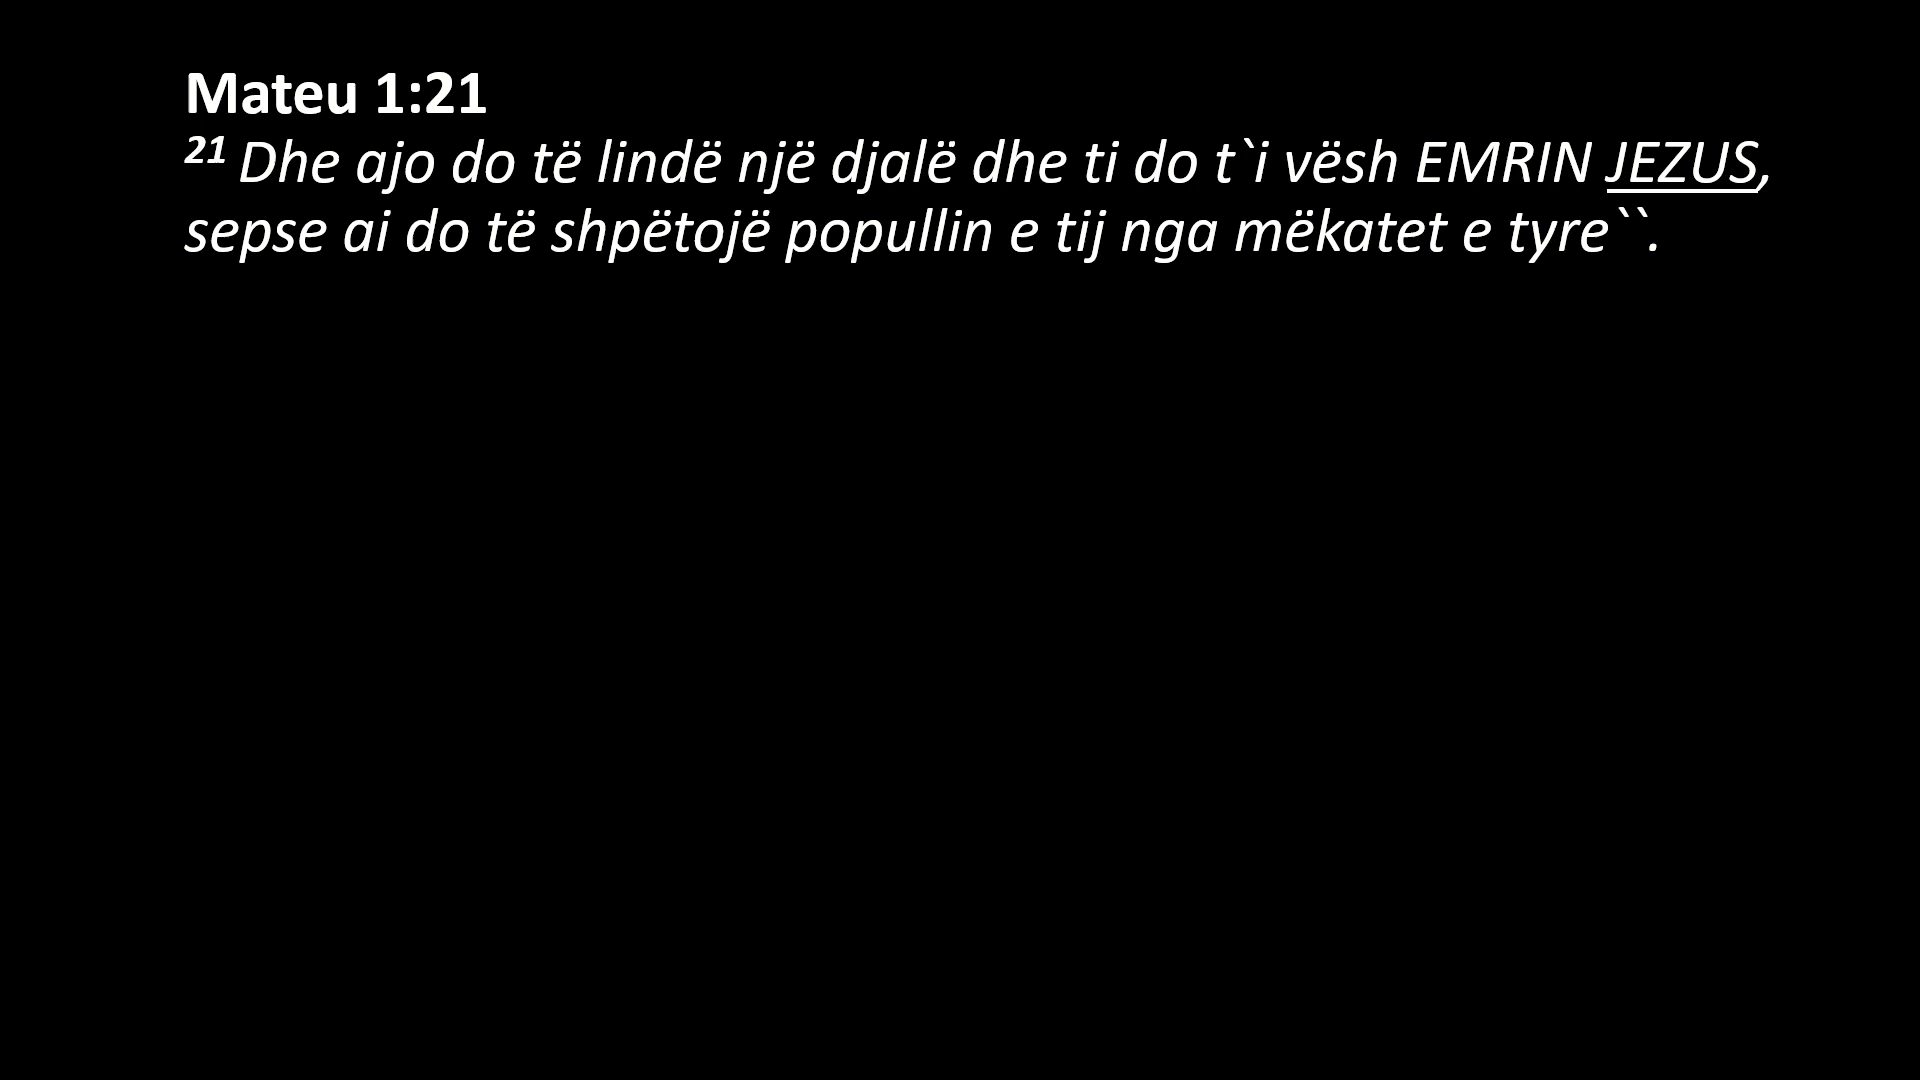 Mateu 1:21
21 Dhe ajo do të lindë një djalë dhe ti do t`i vësh EMRIN JEZUS,
sepse ai do të shpëtojë popullin e tij nga mëkatet e tyre``.